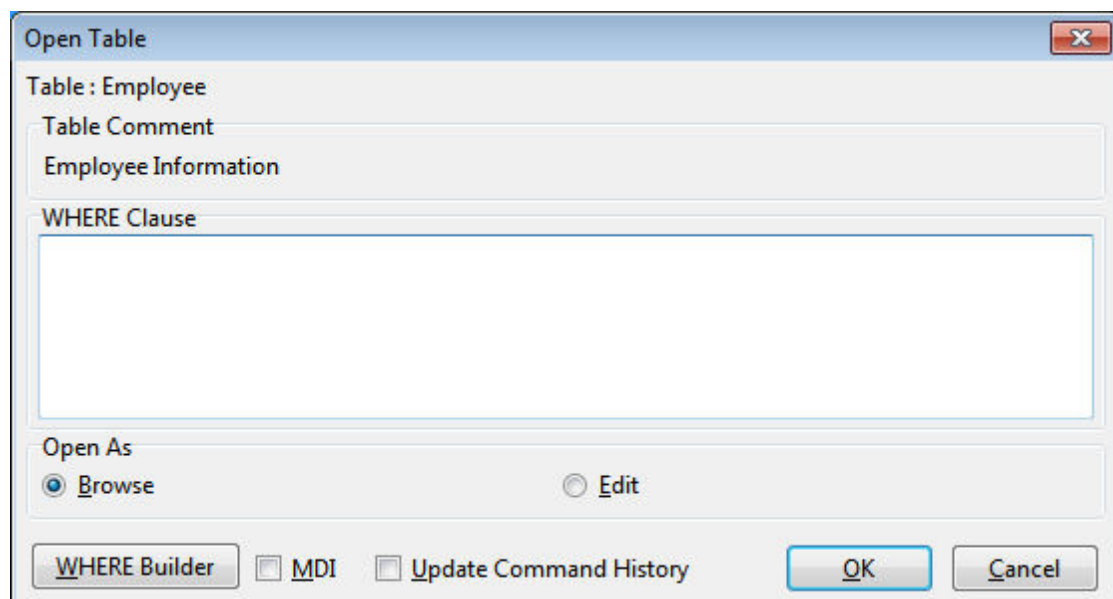 Open Table
Table : Employee
Table Comment
Employee Information
WHERE Clause
Open As
Browse Edit
WHERE Builder MDI Update Command History OK Cancel